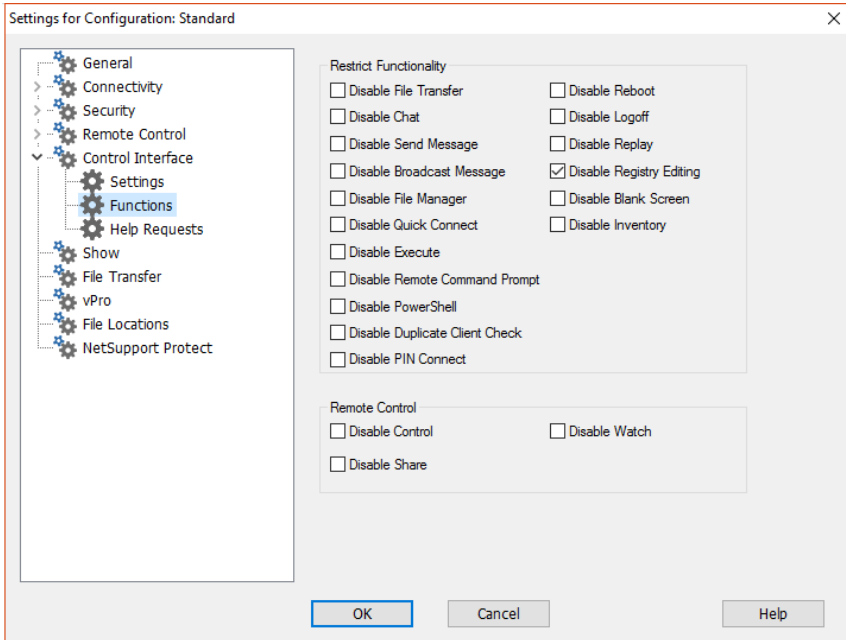 Settings for Configuration: Standard
General
Connectivity
Security
Remote Control
Control Interface
Settings
Functions
Help Requests
Show
File Transfer
vPro
File Locations
NetSupport Protect
Restrict Functionality
Disable File Transfer
Disable Chat
Disable Send Message
Disable Broadcast Message
Disable File Manager
Disable Quick Connect
Disable Execute
Disable Remote Command Prompt
Disable PowerShell
Disable Duplicate Client Check
Disable PIN Connect
Disable Reboot
Disable Logoff
Disable Replay
Disable Registry Editing
Disable Blank Screen
Disable Inventory
Remote Control
Disable Control
Disable Share
Disable Watch
OK
Cancel
Help